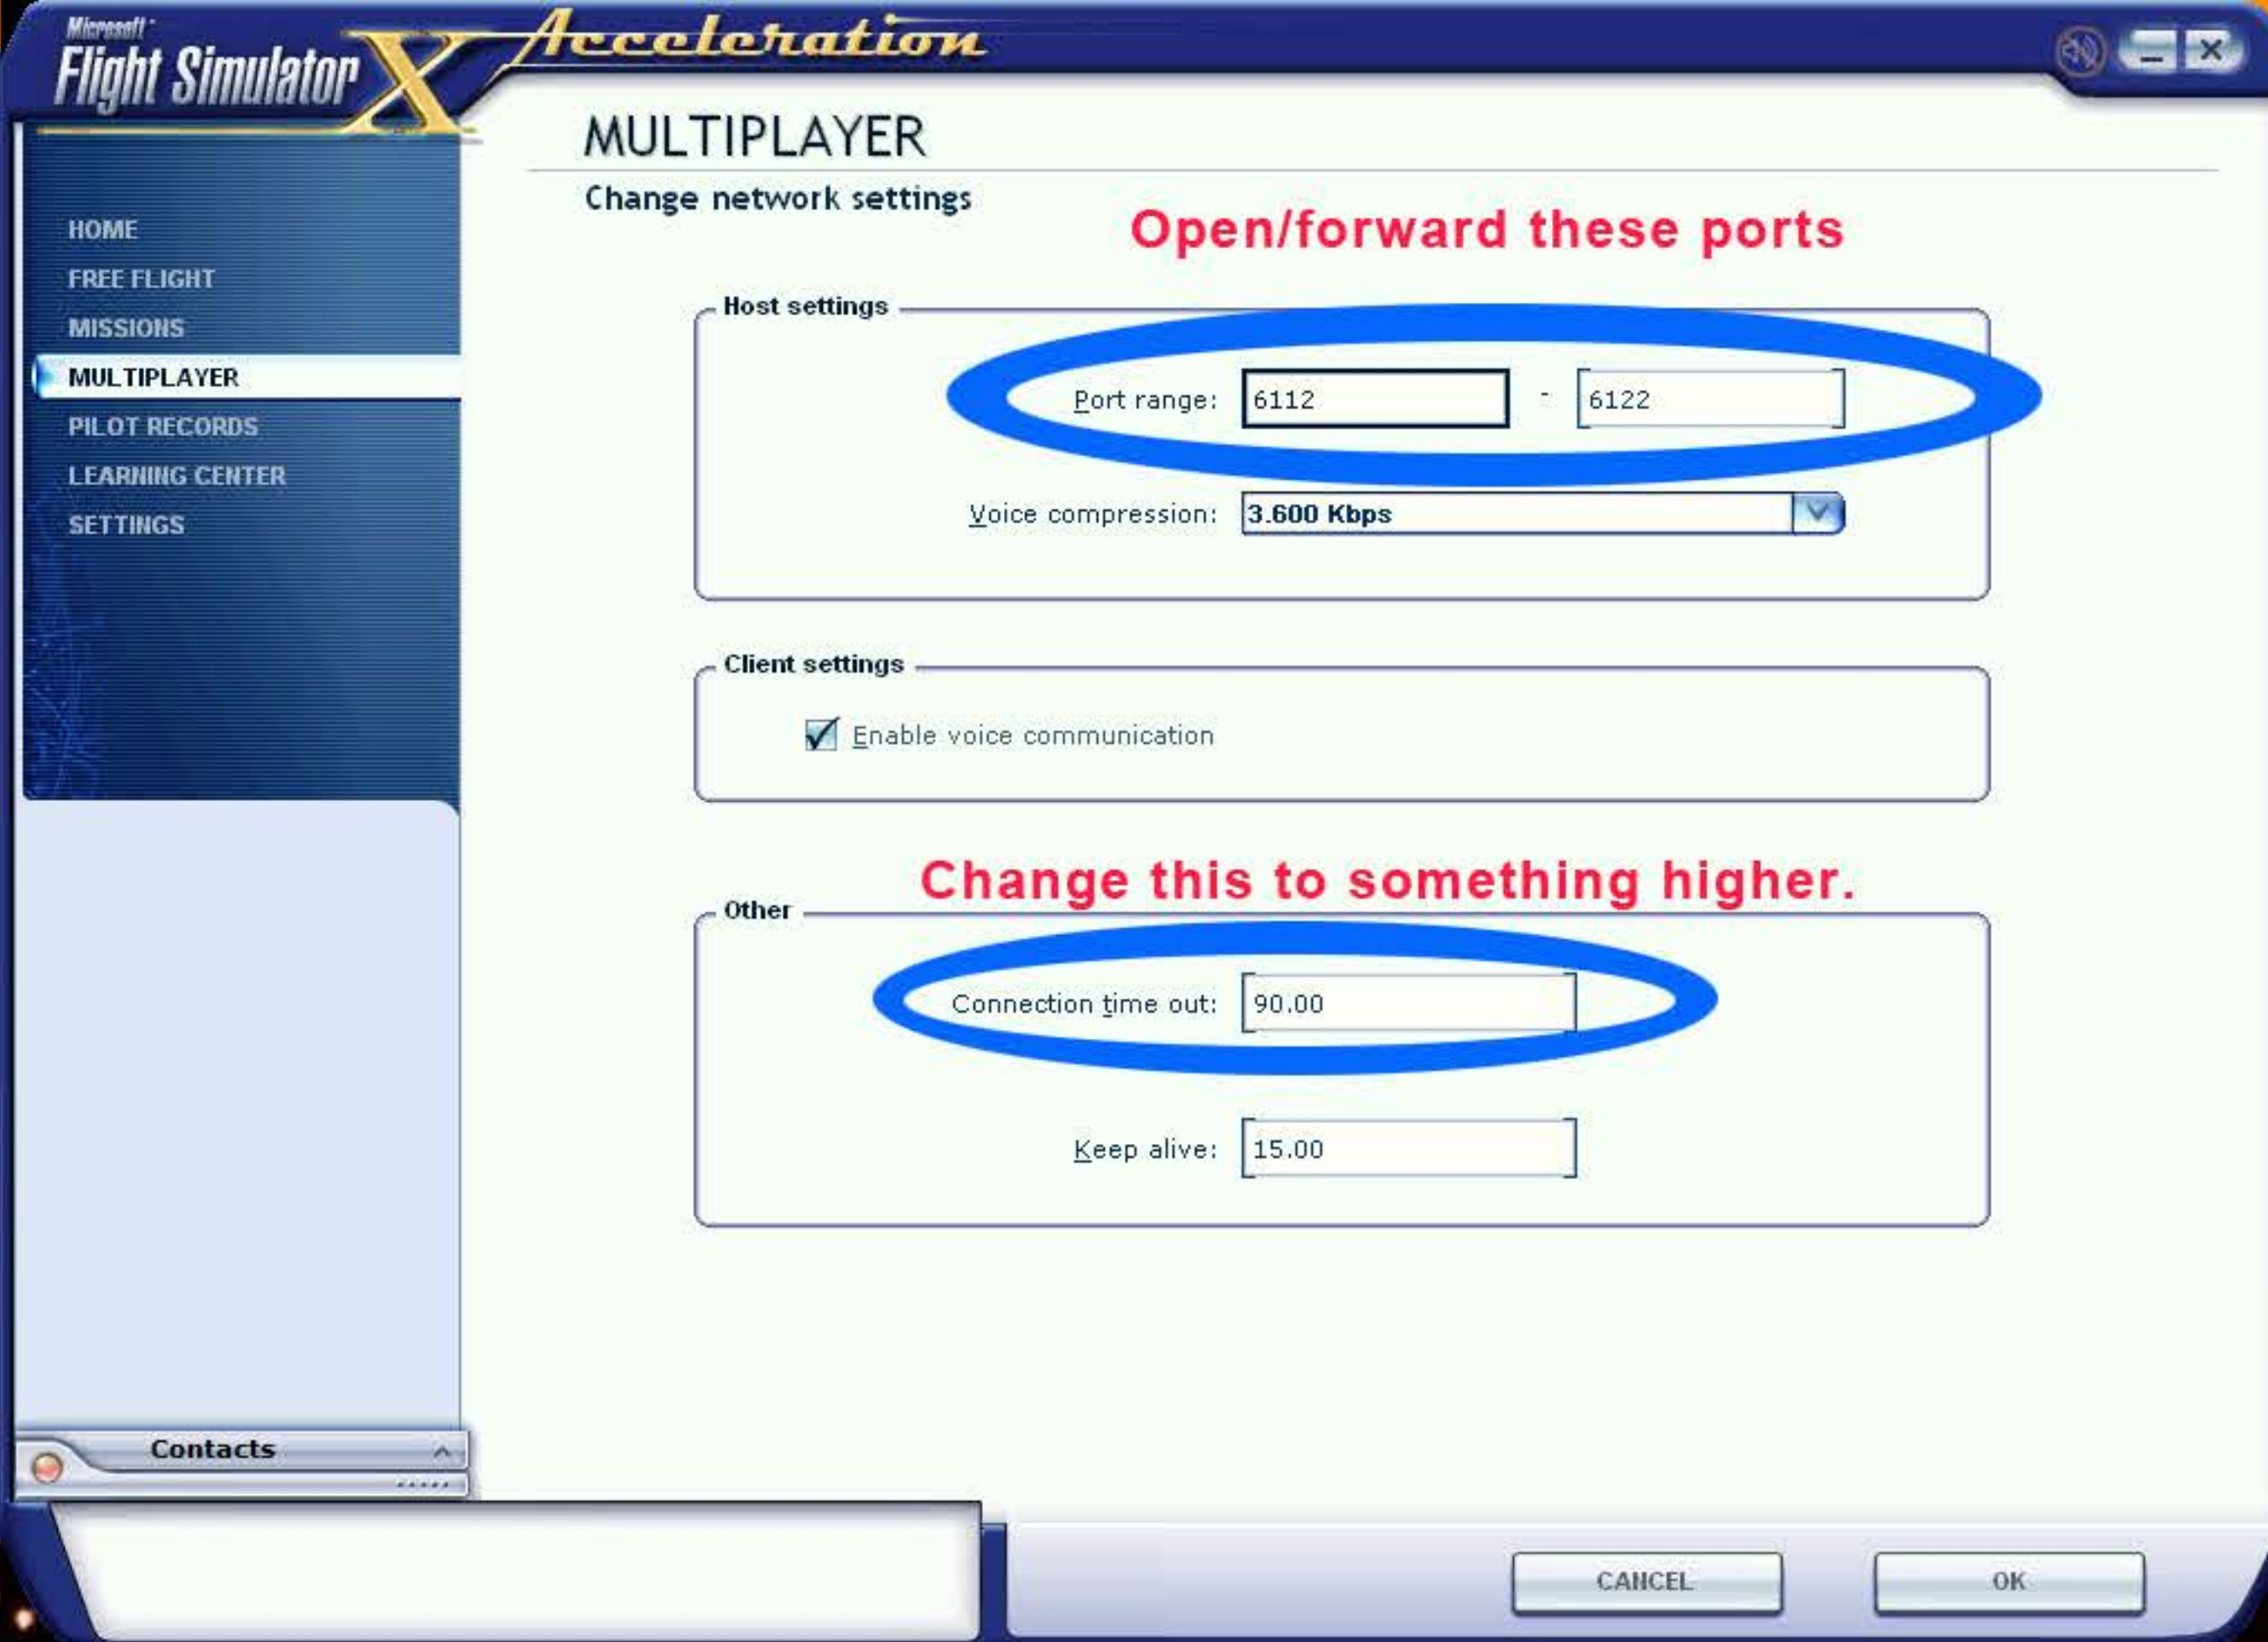 Microsoft
Flight Simulator X Acceleration
MULTIPLAYER
Change network settings
Open/forward these ports
HOME
FREE FLIGHT
MISSIONS
MULTIPLAYER
PILOT RECORDS
LEARNING CENTER
SETTINGS
Host settings
Port range: 6112 - 6122
Voice compression: 3.600 Kbps
Client settings
Enable voice communication
Change this to something higher.
Other
Connection time out: 90.00
Keep alive: 15.00
Contacts
CANCEL OK